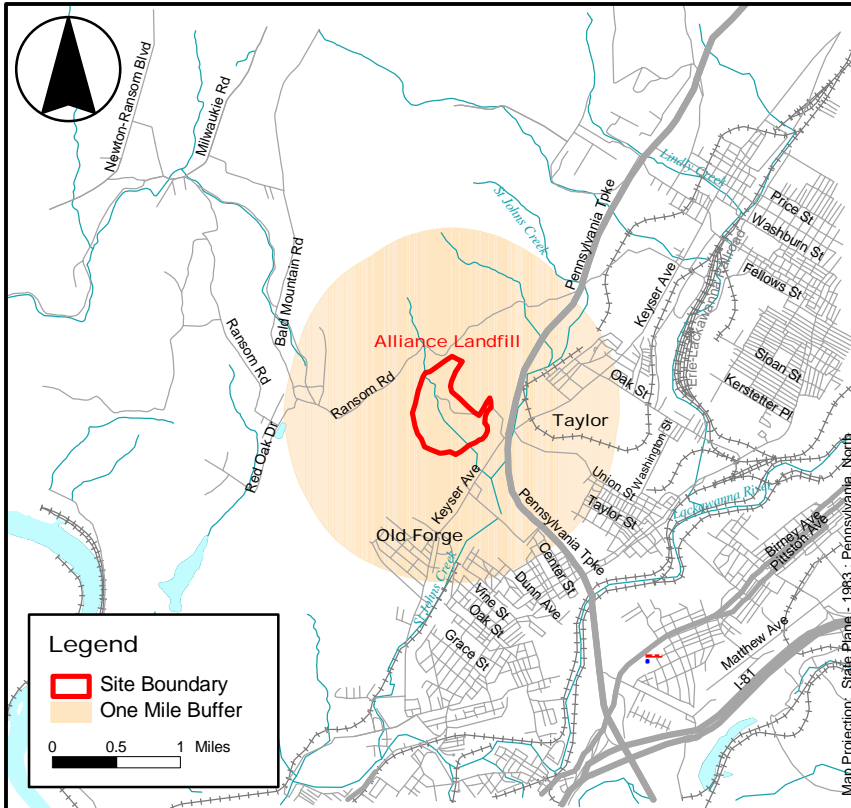 Newton-Ransom Blvd
Milwaukie Rd
Lindly Creek
St Johns Creek
Pennsylvania Tpke
Price St
Washburn St
Bald Mountain Rd
Keyser Ave
Fellows St
Erie-Lackawanna Railroad
Ransom Rd
Alliance Landfill
Sloan St
Oak St
Kerstetter Pl
Ransom Rd
Taylor
Red Oak Dr
Washington St
Keyser Ave
Union St
Taylor St
Lackawanna River
Pennsylvania Tpke
Old Forge
Birney Ave
Pittston Ave
St Johns Creek
Center St
Dunn Ave
Vine St
Oak St
Grace St
Matthew Ave
I-81
Legend
Site Boundary
One Mile Buffer
0 0.5 1 Miles
Map Projection: State Plane - 1983 : Pennsylvania North